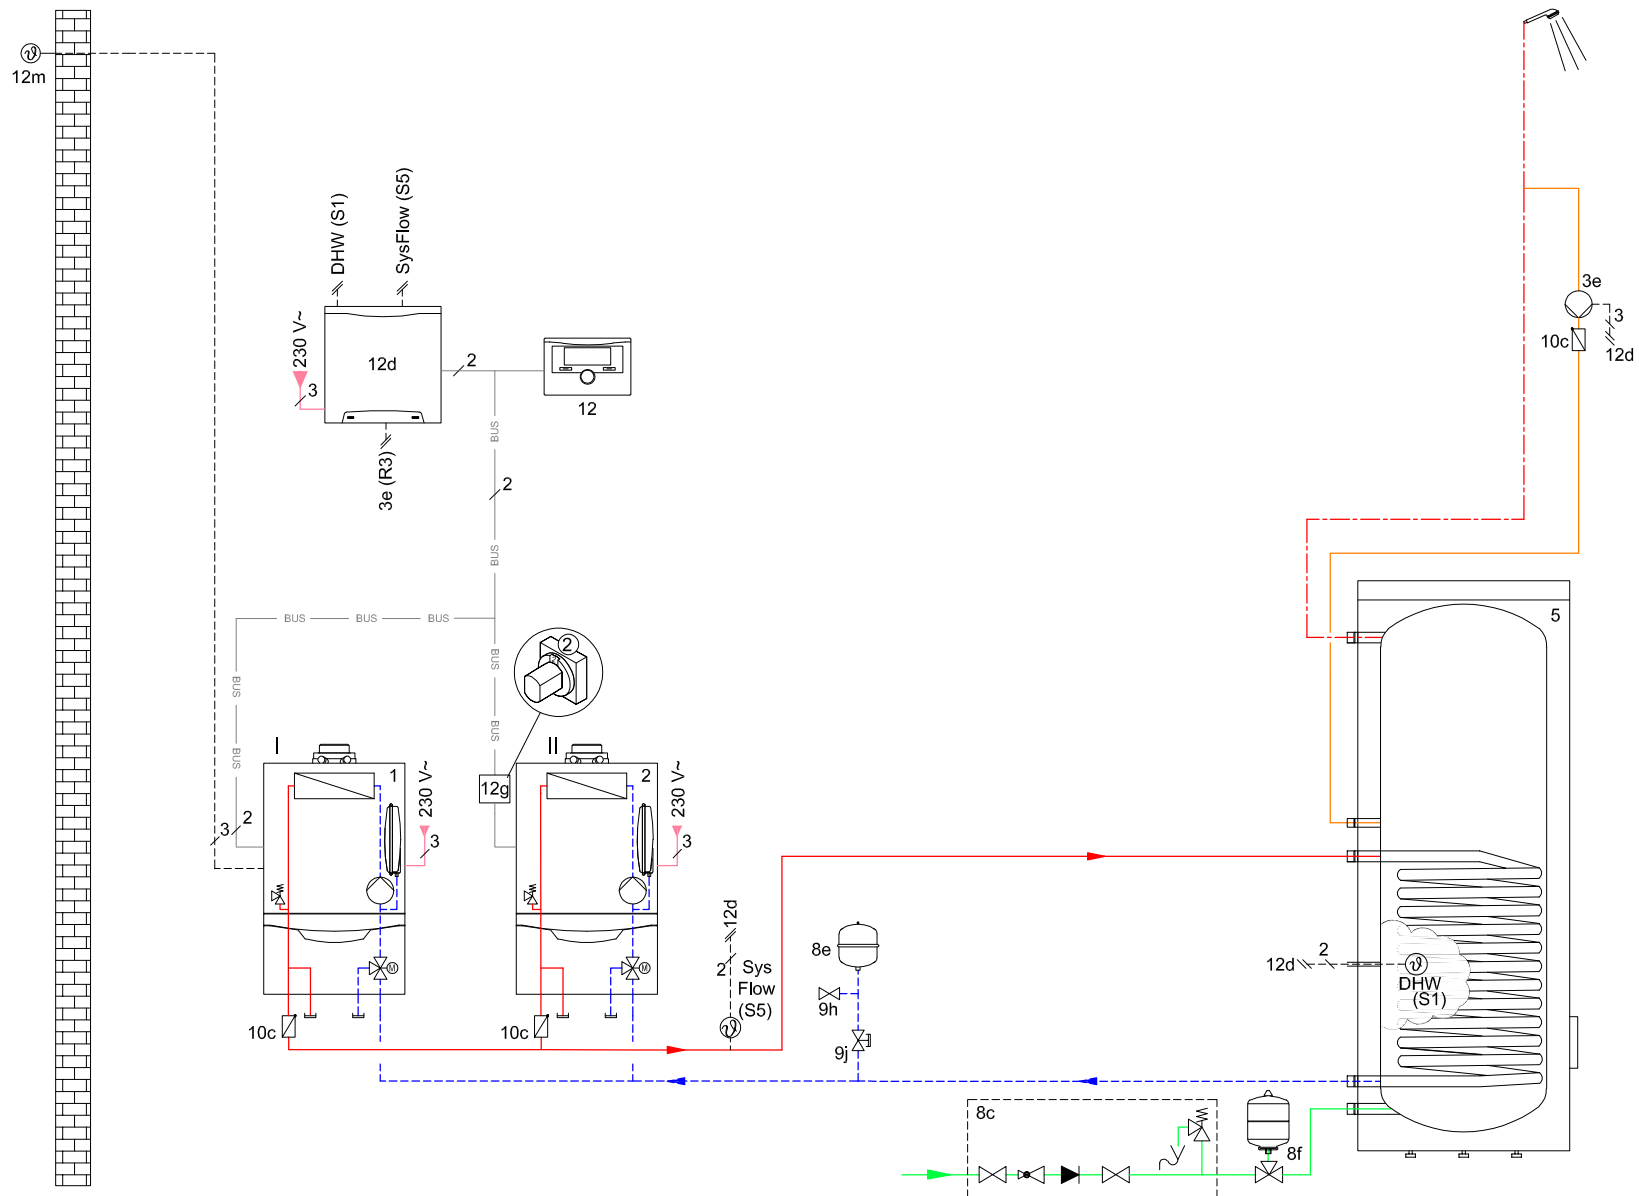 12m
DHW (S1)
SysFlow (S5)
230 V~
3
12d
2
12
3e (R3)
BUS
2
BUS
BUS
BUS
BUS
BUS
BUS
BUS
BUS
2
I
II
1
2
230 V~
230 V~
12g
3
2
3
3
10c
10c
12d
2
Sys
Flow
(S5)
8e
9h
9j
M
M
3e
3
10c
12d
5
12d
2
DHW
(S1)
8c
8f